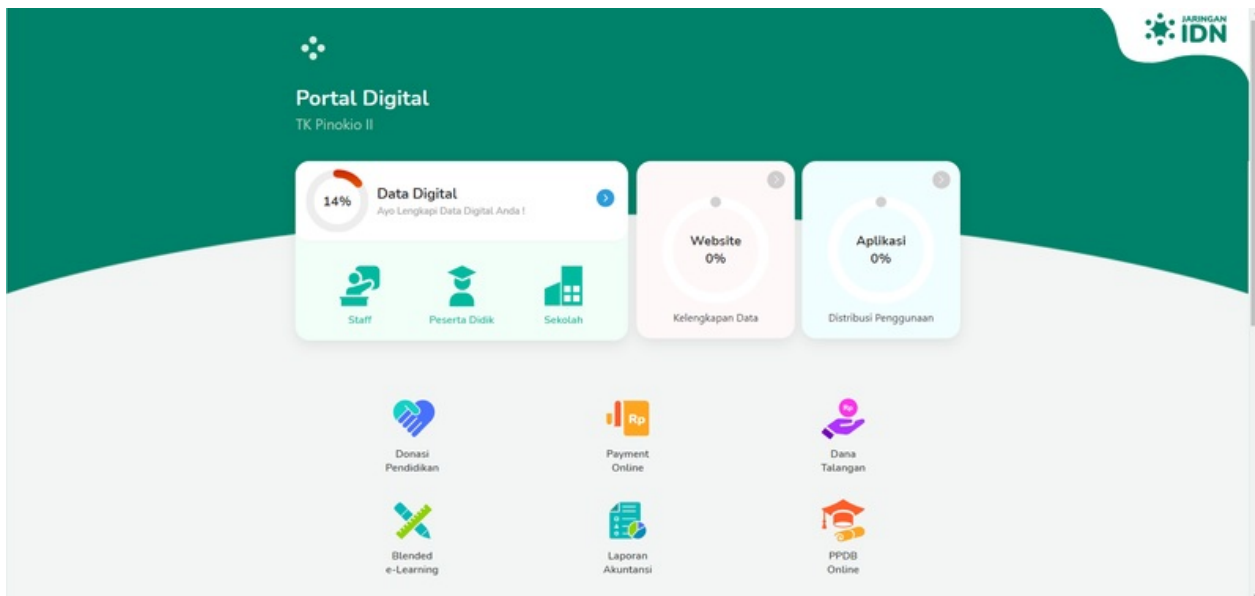 JARINGAN
IDN
Portal Digital
TK Pinokio II
14%
Data Digital
Ayo Lengkapi Data Digital Anda !
Staff
Peserta Didik
Sekolah
Website
0%
Kelengkapan Data
Aplikasi
0%
Distribusi Penggunaan
Donasi
Pendidikan
Rp
Payment
Online
Rp
Dana
Talangan
Blended
e-Learning
Laporan
Akuntansi
PPDB
Online